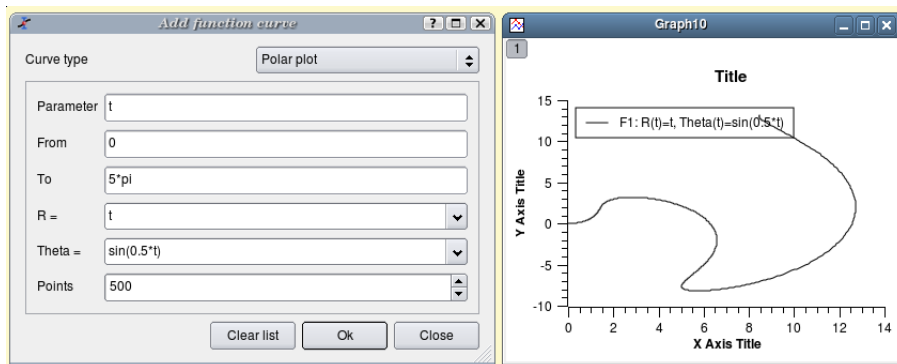 Add function curve
Curve type
Polar plot
Parameter
t
From
0
To
5*pi
R =
t
Theta =
sin(0.5*t)
Points
500
Clear list
Ok
Close
Graph10
1
Title
F1: R(t)=t, Theta(t)=sin(0.5*t)
Y Axis Title
15
10
5
0
-5
-10
0 2 4 6 8 10 12 14
X Axis Title